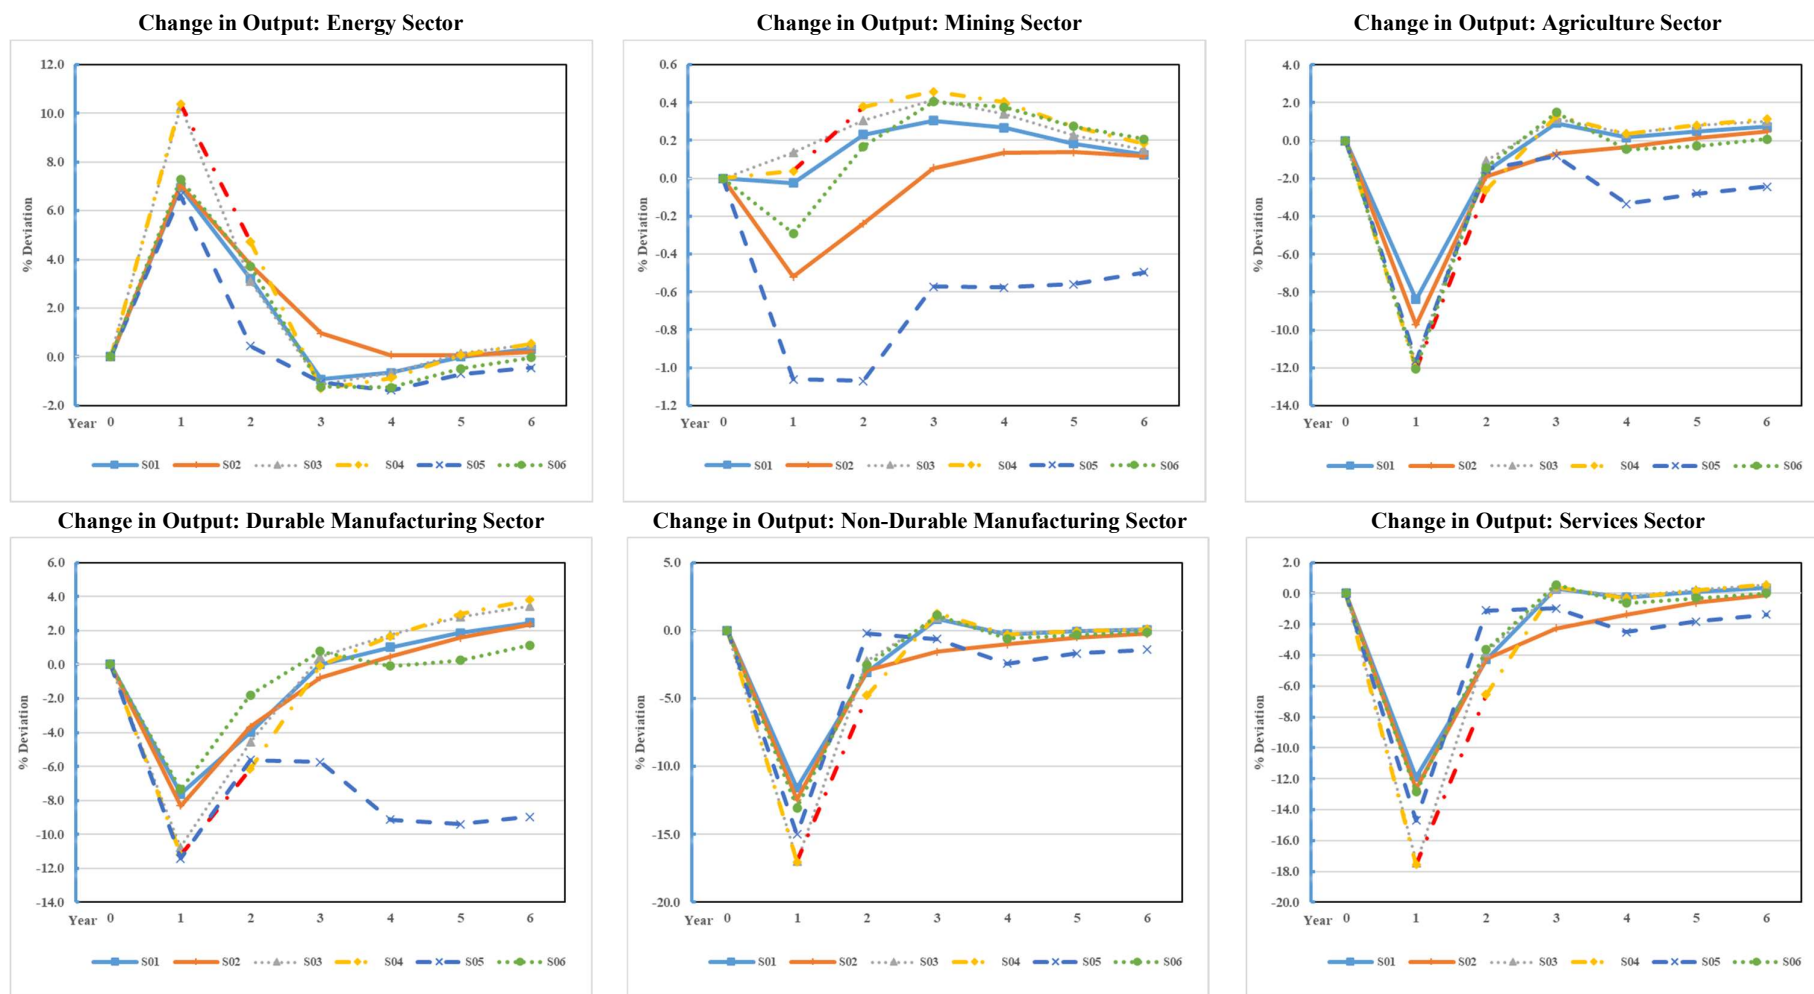 Change in Output: Energy Sector
12.0
10.0
8.0
6.0
4.0
2.0
0.0
-2.0
% Deviation
Year 0 1 2 3 4 5 6
S01 S02 S03 S04 S05 S06
Change in Output: Mining Sector
0.6
0.4
0.2
0.0
-0.2
-0.4
-0.6
-0.8
-1.0
-1.2
% Deviation
Year 0 1 2 3 4 5 6
S01 S02 S03 S04 S05 S06
Change in Output: Agriculture Sector
4.0
2.0
0.0
-2.0
-4.0
-6.0
-8.0
-10.0
-12.0
-14.0
% Deviation
Year 0 1 2 3 4 5 6
S01 S02 S03 S04 S05 S06
Change in Output: Durable Manufacturing Sector
6.0
4.0
2.0
0.0
-2.0
-4.0
-6.0
-8.0
-10.0
-12.0
-14.0
% Deviation
Year 0 1 2 3 4 5 6
S01 S02 S03 S04 S05 S06
Change in Output: Non-Durable Manufacturing Sector
5.0
0.0
-5.0
-10.0
-15.0
-20.0
% Deviation
Year 0 1 2 3 4 5 6
S01 S02 S03 S04 S05 S06
Change in Output: Services Sector
2.0
0.0
-2.0
-4.0
-6.0
-8.0
-10.0
-12.0
-14.0
-16.0
-18.0
-20.0
% Deviation
Year 0 1 2 3 4 5 6
S01 S02 S03 S04 S05 S06